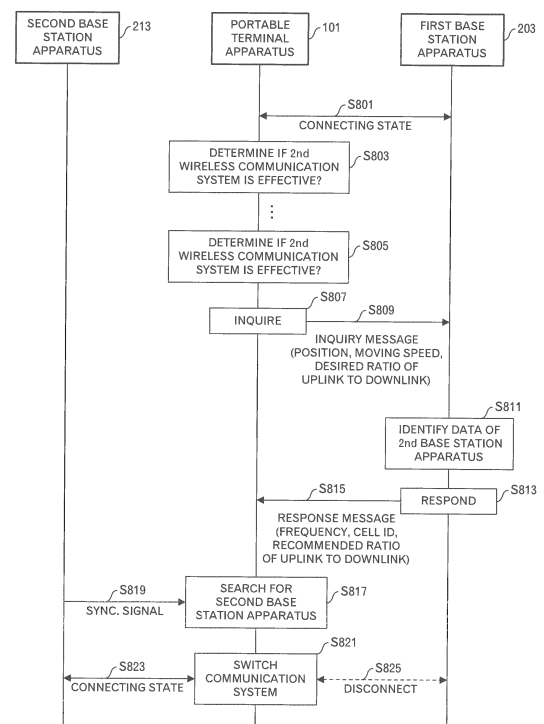 SECOND BASE
STATION
APPARATUS
213
PORTABLE
TERMINAL
APPARATUS
101
FIRST BASE
STATION
APPARATUS
203
S801
CONNECTING STATE
DETERMINE IF 2nd
WIRELESS COMMUNICATION
SYSTEM IS EFFECTIVE?
S803
⋮
DETERMINE IF 2nd
WIRELESS COMMUNICATION
SYSTEM IS EFFECTIVE?
S805
S807
INQUIRE
S809
INQUIRY MESSAGE
(POSITION, MOVING SPEED,
DESIRED RATIO OF
UPLINK TO DOWNLINK)
S811
IDENTIFY DATA OF
2nd BASE STATION
APPARATUS
S815
RESPOND
S813
RESPONSE MESSAGE
(FREQUENCY, CELL ID,
RECOMMENDED RATIO
OF UPLINK TO DOWNLINK)
S819
SYNC. SIGNAL
SEARCH FOR
SECOND BASE
STATION APPARATUS
S817
S821
S823
CONNECTING STATE
SWITCH
COMMUNICATION
SYSTEM
S825
DISCONNECT